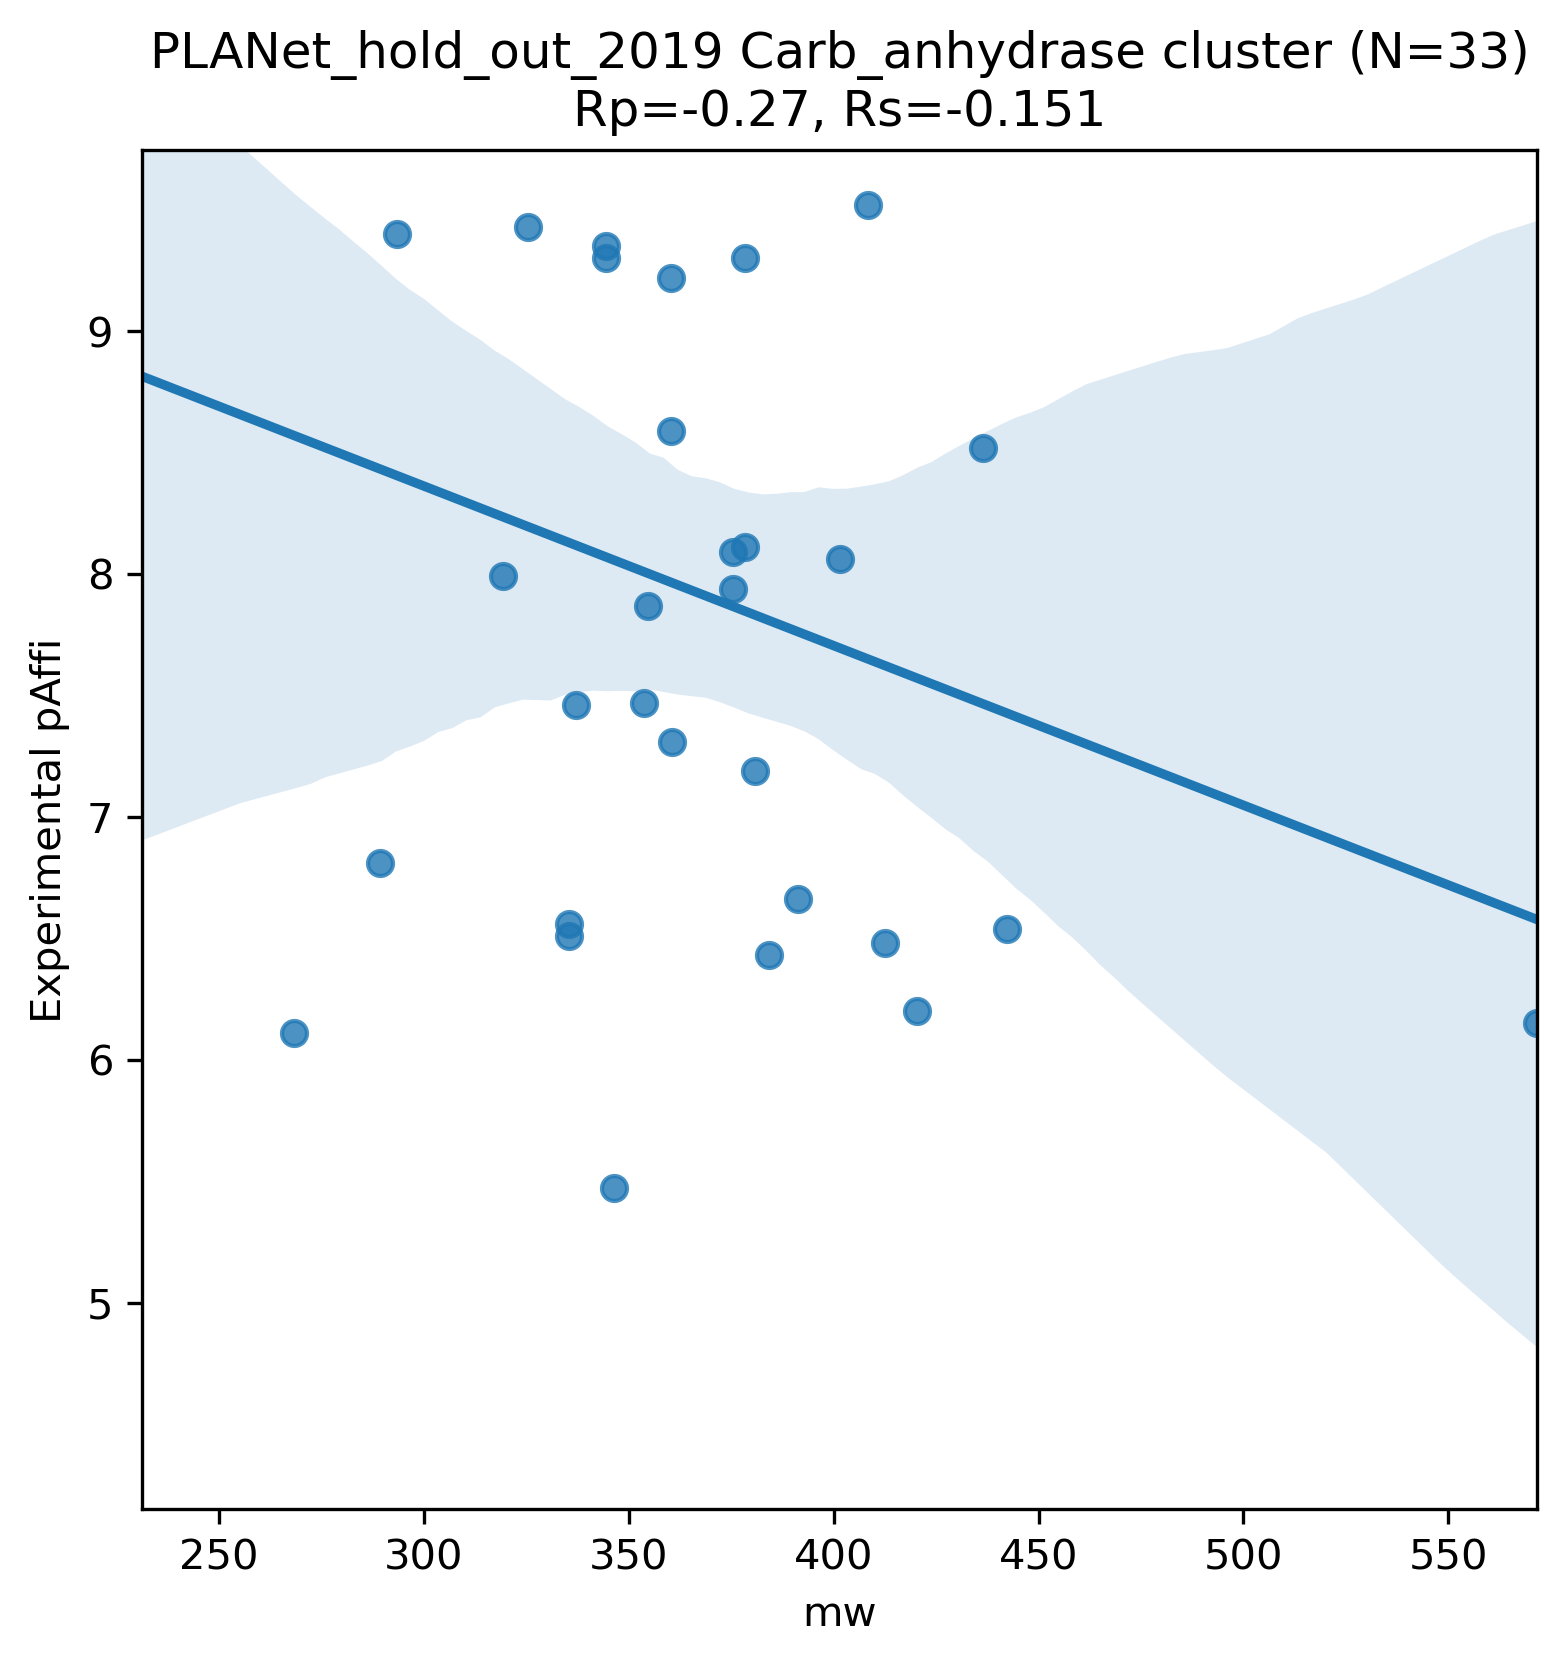 PLANet_hold_out_2019 Carb_anhydrase cluster (N=33)
Rp=-0.27, Rs=-0.151
Experimental pAffi
9
8
7
6
5
250 300 350 400 450 500 550
mw